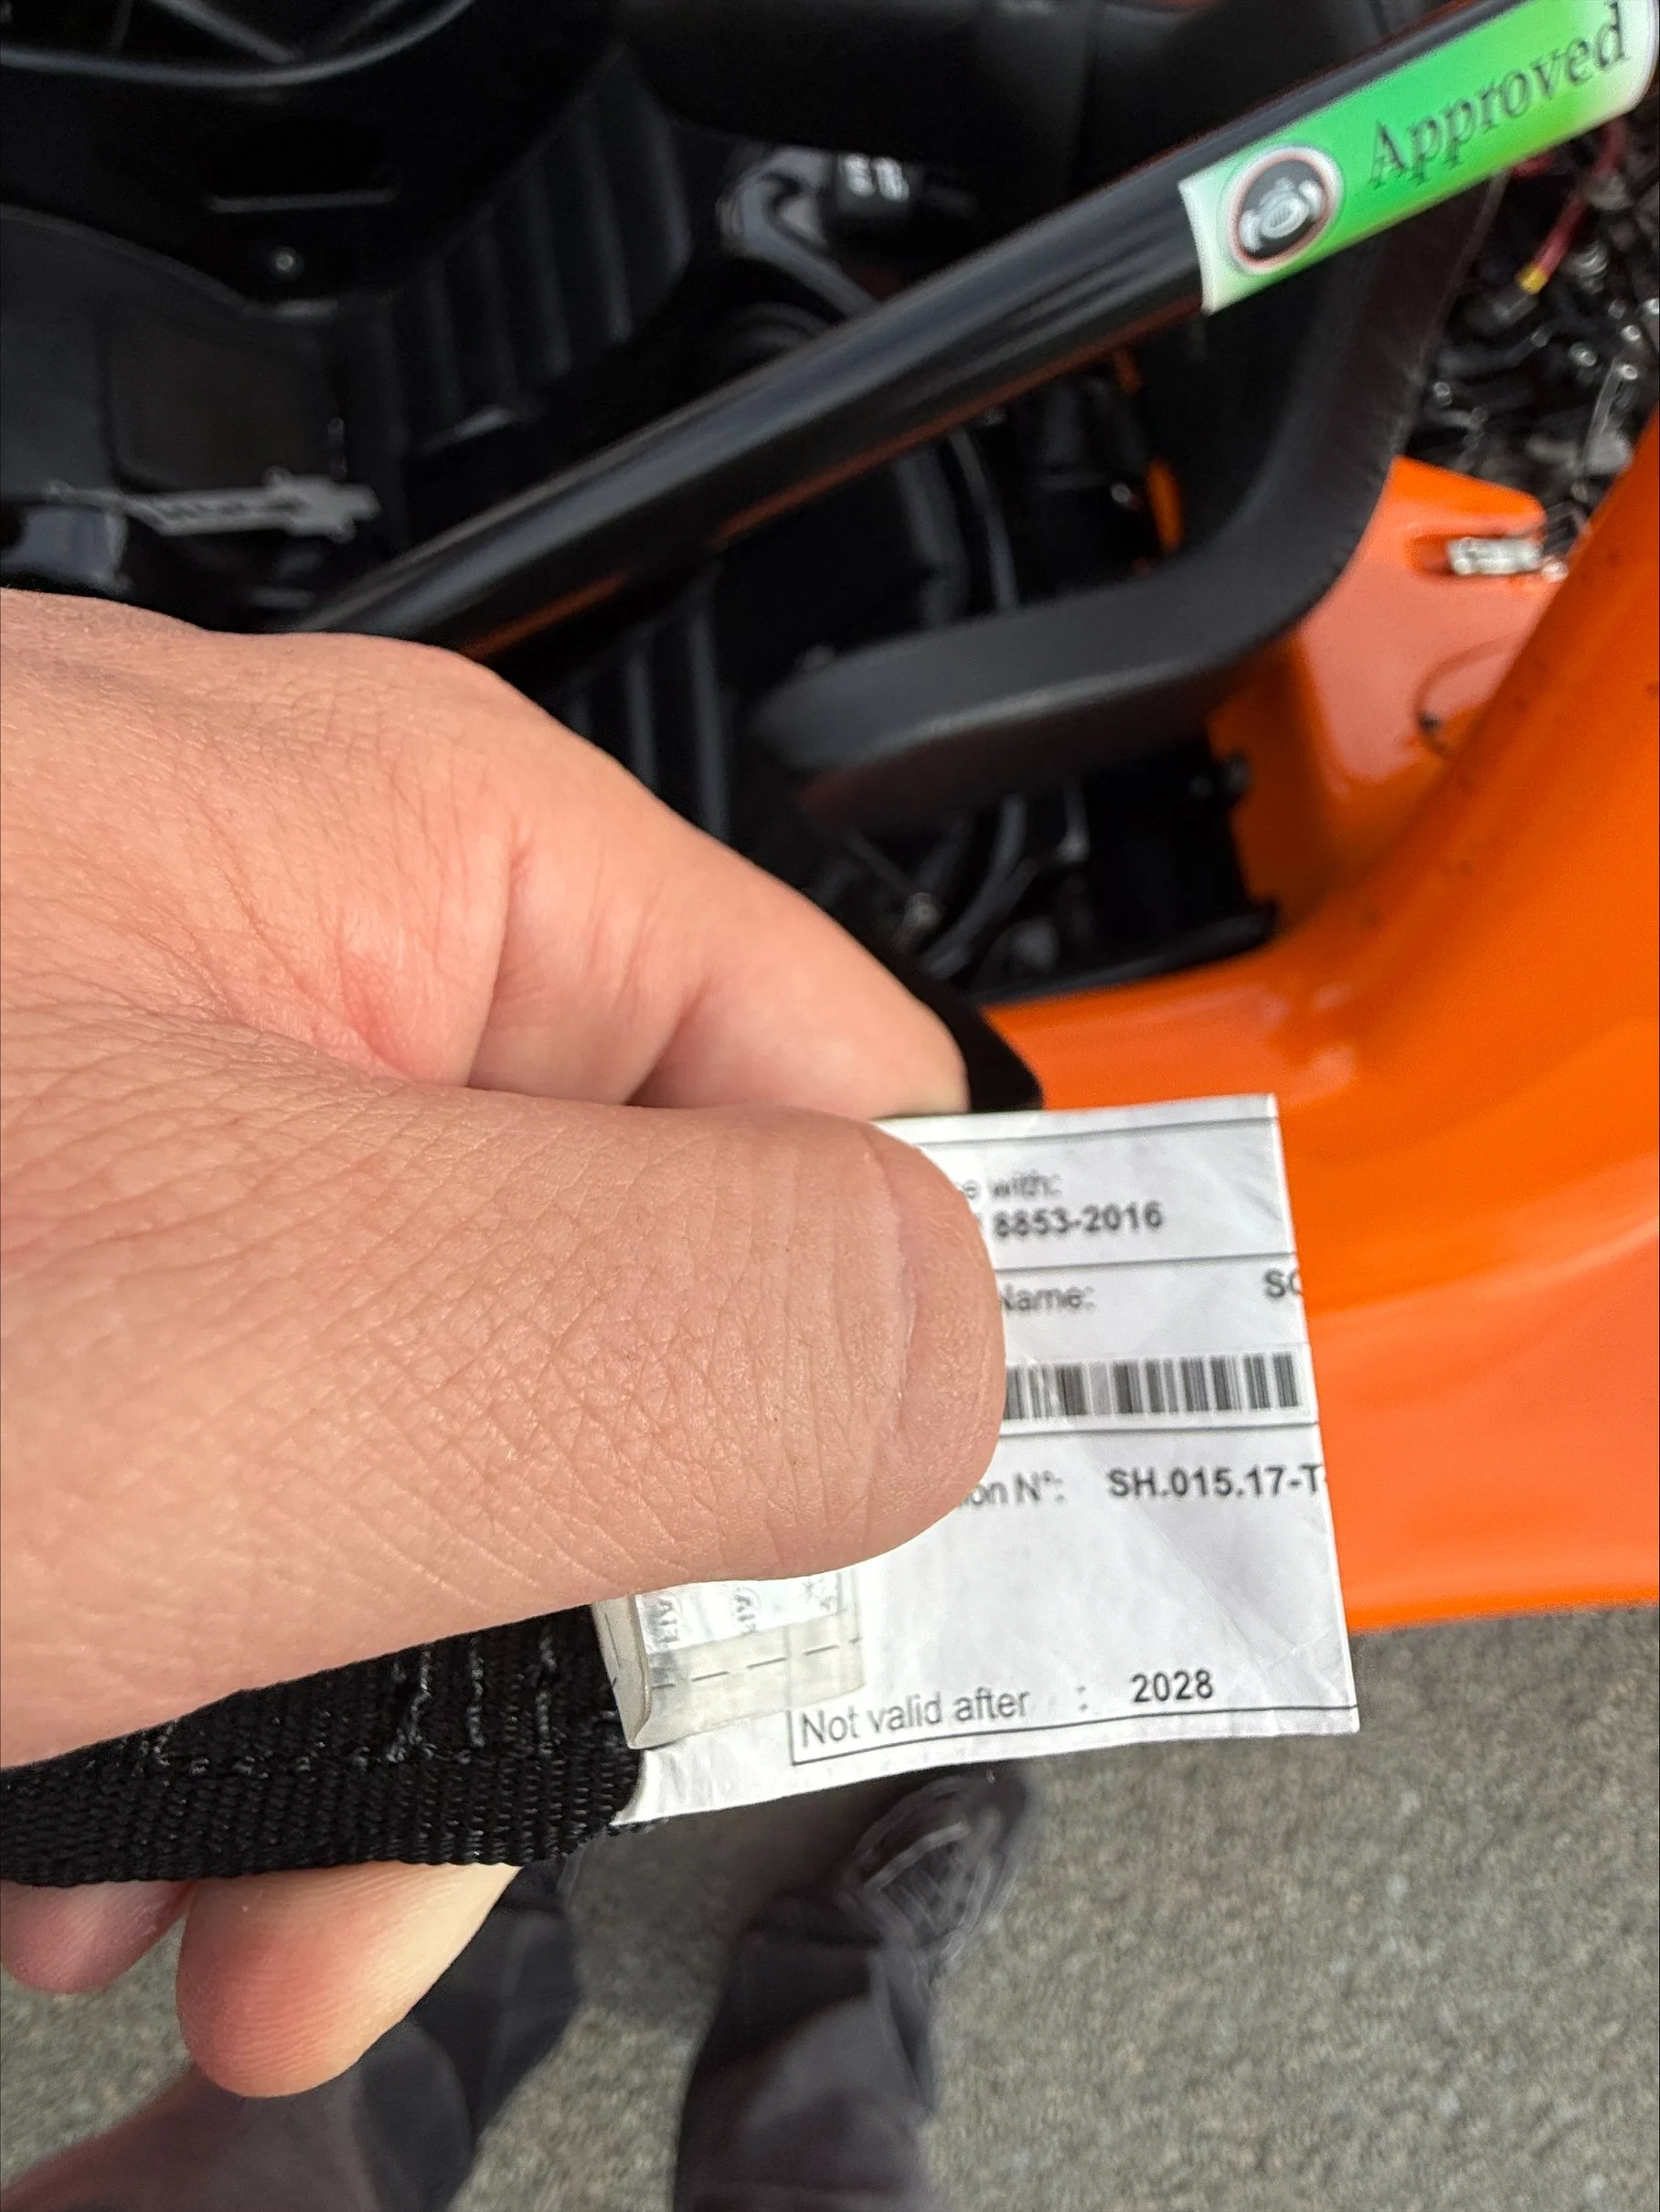 Approved
with:
8853-2016
Name:
SC
on N°: SH.015.17-T
Not valid after : 2028